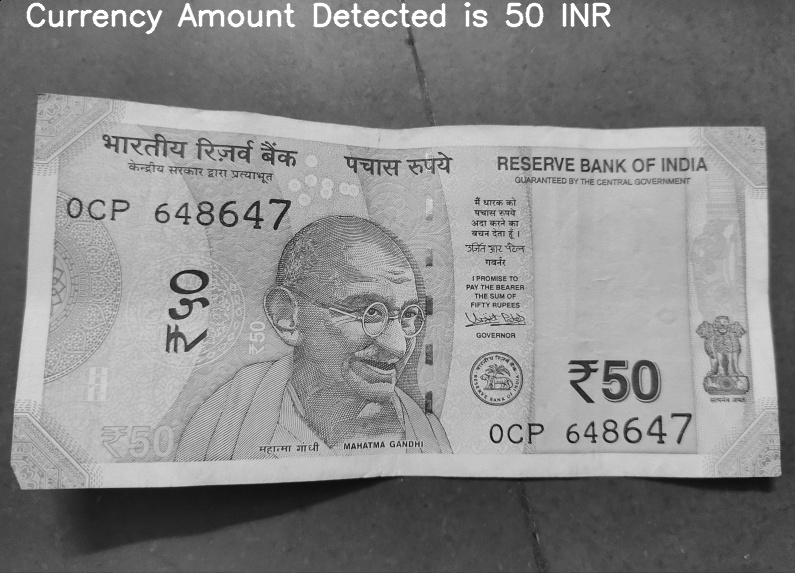 Currency Amount Detected is 50 INR
भारतीय रिज़र्व बैंक
केन्द्रीय सरकार द्वारा प्रत्याभूत
पचास रुपये
RESERVE BANK OF INDIA
GUARANTEED BY THE CENTRAL GOVERNMENT
0CP 648647
मैं धारक को
पचास रुपये
अदा करने का
वचन देता हूँ।
गवर्नर
I PROMISE TO
PAY THE BEARER
THE SUM OF
FIFTY RUPEES
GOVERNOR
₹50
₹50
₹50
50
0CP 648647
महात्मा गांधी
MAHATMA GANDHI
सत्यमेव जयते